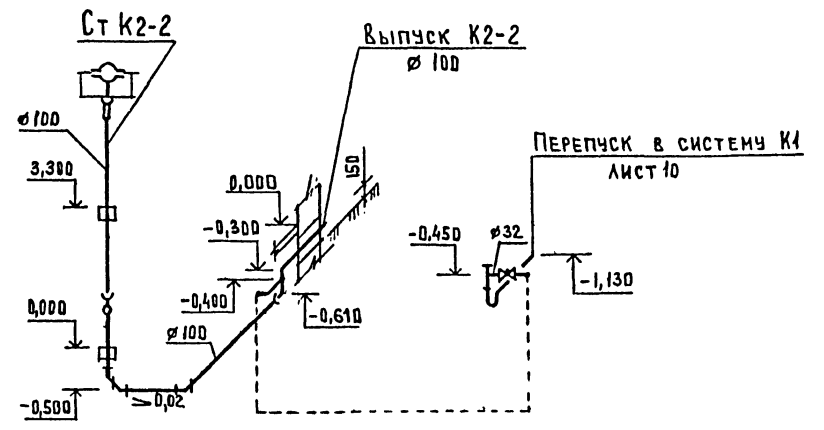 Ст К2-2
Выпуск К2-2
ø 100
ø100
3,300
0,000
-0,300
-0,400
150
Перепуск в систему К1
лист 10
-0,450
ø32
-1,130
-0,610
0,000
ø100
-0,500
0,02